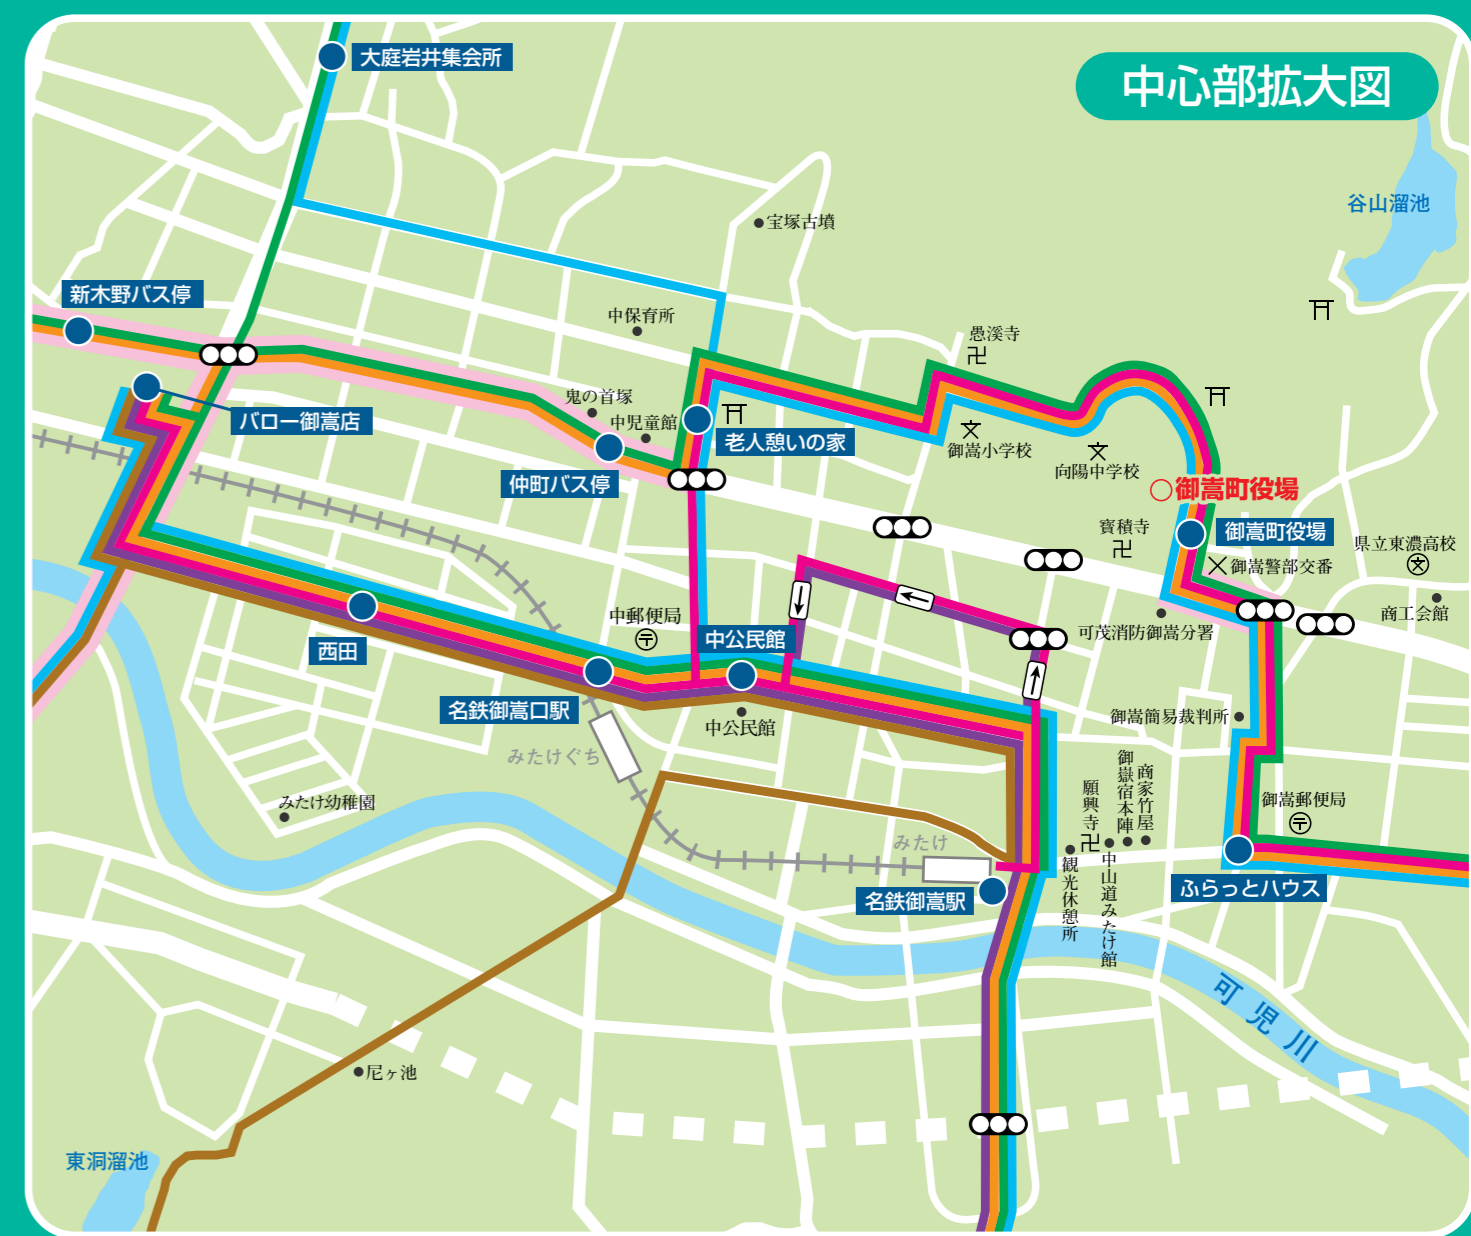 中心部拡大図
大庭岩井集会所
谷山溜池
宝塚古墳
新木野バス停
中保育所
愚溪寺
鬼の首塚
中児童館
バロー御嵩店
老人憩いの家
御嵩小学校
向陽中学校
仲町バス停
御嵩町役場
寳積寺
御嵩町役場
県立東濃高校
御嵩警部交番
商工会館
中郵便局
〒
中公民館
可茂消防御嵩分署
西田
名鉄御嵩口駅
中公民館
御嵩簡易裁判所
みたけぐち
商家竹屋
御嶽宿本陣
願興寺
みたけ幼稚園
御嵩郵便局
〒
みたけ
観光休憩所
中山道みたけ館
名鉄御嵩駅
ふらっとハウス
可児川
尼ヶ池
東洞溜池